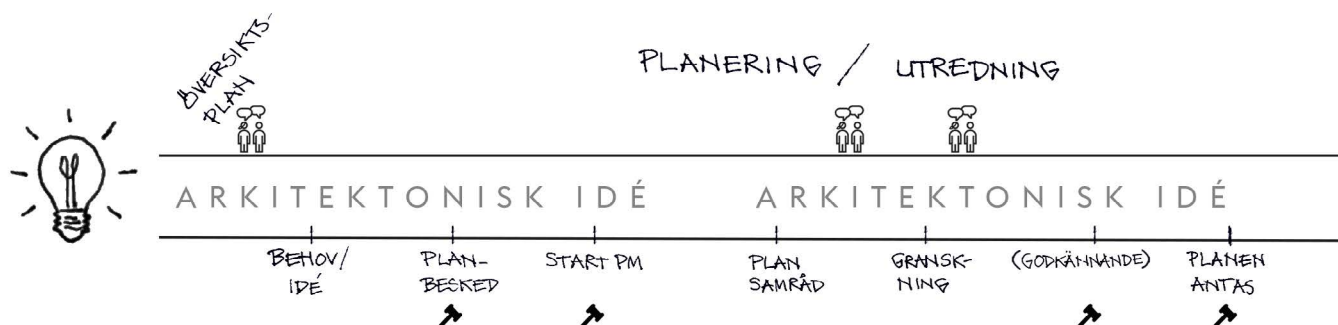 ÖVERSIKTS-
PLAN
PLANERING / UTREDNING
ARKITEKTONISK IDÉ ARKITEKTONISK IDÉ
BEHOV/
IDÉ
PLAN-
BESKED
START PM
PLAN
SAMRÅD
GRANSK-
NING
(GODKÄNNANDE)
PLANEN
ANTAS